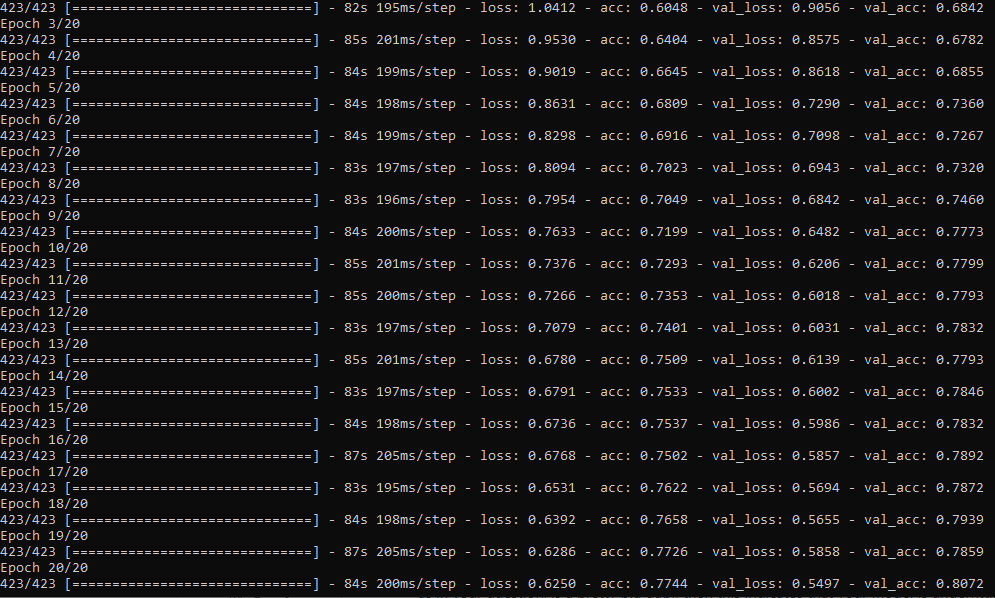 423/423 [==============================] - 82s 195ms/step - loss: 1.0412 - acc: 0.6048 - val_loss: 0.9056 - val_acc: 0.6842
Epoch 3/20
423/423 [==============================] - 85s 201ms/step - loss: 0.9530 - acc: 0.6404 - val_loss: 0.8575 - val_acc: 0.6782
Epoch 4/20
423/423 [==============================] - 84s 199ms/step - loss: 0.9019 - acc: 0.6645 - val_loss: 0.8618 - val_acc: 0.6855
Epoch 5/20
423/423 [==============================] - 84s 198ms/step - loss: 0.8631 - acc: 0.6809 - val_loss: 0.7290 - val_acc: 0.7360
Epoch 6/20
423/423 [==============================] - 84s 199ms/step - loss: 0.8298 - acc: 0.6916 - val_loss: 0.7098 - val_acc: 0.7267
Epoch 7/20
423/423 [==============================] - 83s 197ms/step - loss: 0.8094 - acc: 0.7023 - val_loss: 0.6943 - val_acc: 0.7320
Epoch 8/20
423/423 [==============================] - 83s 196ms/step - loss: 0.7954 - acc: 0.7049 - val_loss: 0.6842 - val_acc: 0.7460
Epoch 9/20
423/423 [==============================] - 84s 200ms/step - loss: 0.7633 - acc: 0.7199 - val_loss: 0.6482 - val_acc: 0.7773
Epoch 10/20
423/423 [==============================] - 85s 201ms/step - loss: 0.7376 - acc: 0.7293 - val_loss: 0.6206 - val_acc: 0.7799
Epoch 11/20
423/423 [==============================] - 85s 200ms/step - loss: 0.7266 - acc: 0.7353 - val_loss: 0.6018 - val_acc: 0.7793
Epoch 12/20
423/423 [==============================] - 83s 197ms/step - loss: 0.7079 - acc: 0.7401 - val_loss: 0.6031 - val_acc: 0.7832
Epoch 13/20
423/423 [==============================] - 85s 201ms/step - loss: 0.6780 - acc: 0.7509 - val_loss: 0.6139 - val_acc: 0.7793
Epoch 14/20
423/423 [==============================] - 83s 197ms/step - loss: 0.6791 - acc: 0.7533 - val_loss: 0.6002 - val_acc: 0.7846
Epoch 15/20
423/423 [==============================] - 84s 198ms/step - loss: 0.6736 - acc: 0.7537 - val_loss: 0.5986 - val_acc: 0.7832
Epoch 16/20
423/423 [==============================] - 87s 205ms/step - loss: 0.6768 - acc: 0.7502 - val_loss: 0.5857 - val_acc: 0.7892
Epoch 17/20
423/423 [==============================] - 83s 195ms/step - loss: 0.6531 - acc: 0.7622 - val_loss: 0.5694 - val_acc: 0.7872
Epoch 18/20
423/423 [==============================] - 84s 198ms/step - loss: 0.6392 - acc: 0.7658 - val_loss: 0.5655 - val_acc: 0.7939
Epoch 19/20
423/423 [==============================] - 87s 205ms/step - loss: 0.6286 - acc: 0.7726 - val_loss: 0.5858 - val_acc: 0.7859
Epoch 20/20
423/423 [==============================] - 84s 200ms/step - loss: 0.6250 - acc: 0.7744 - val_loss: 0.5497 - val_acc: 0.8072